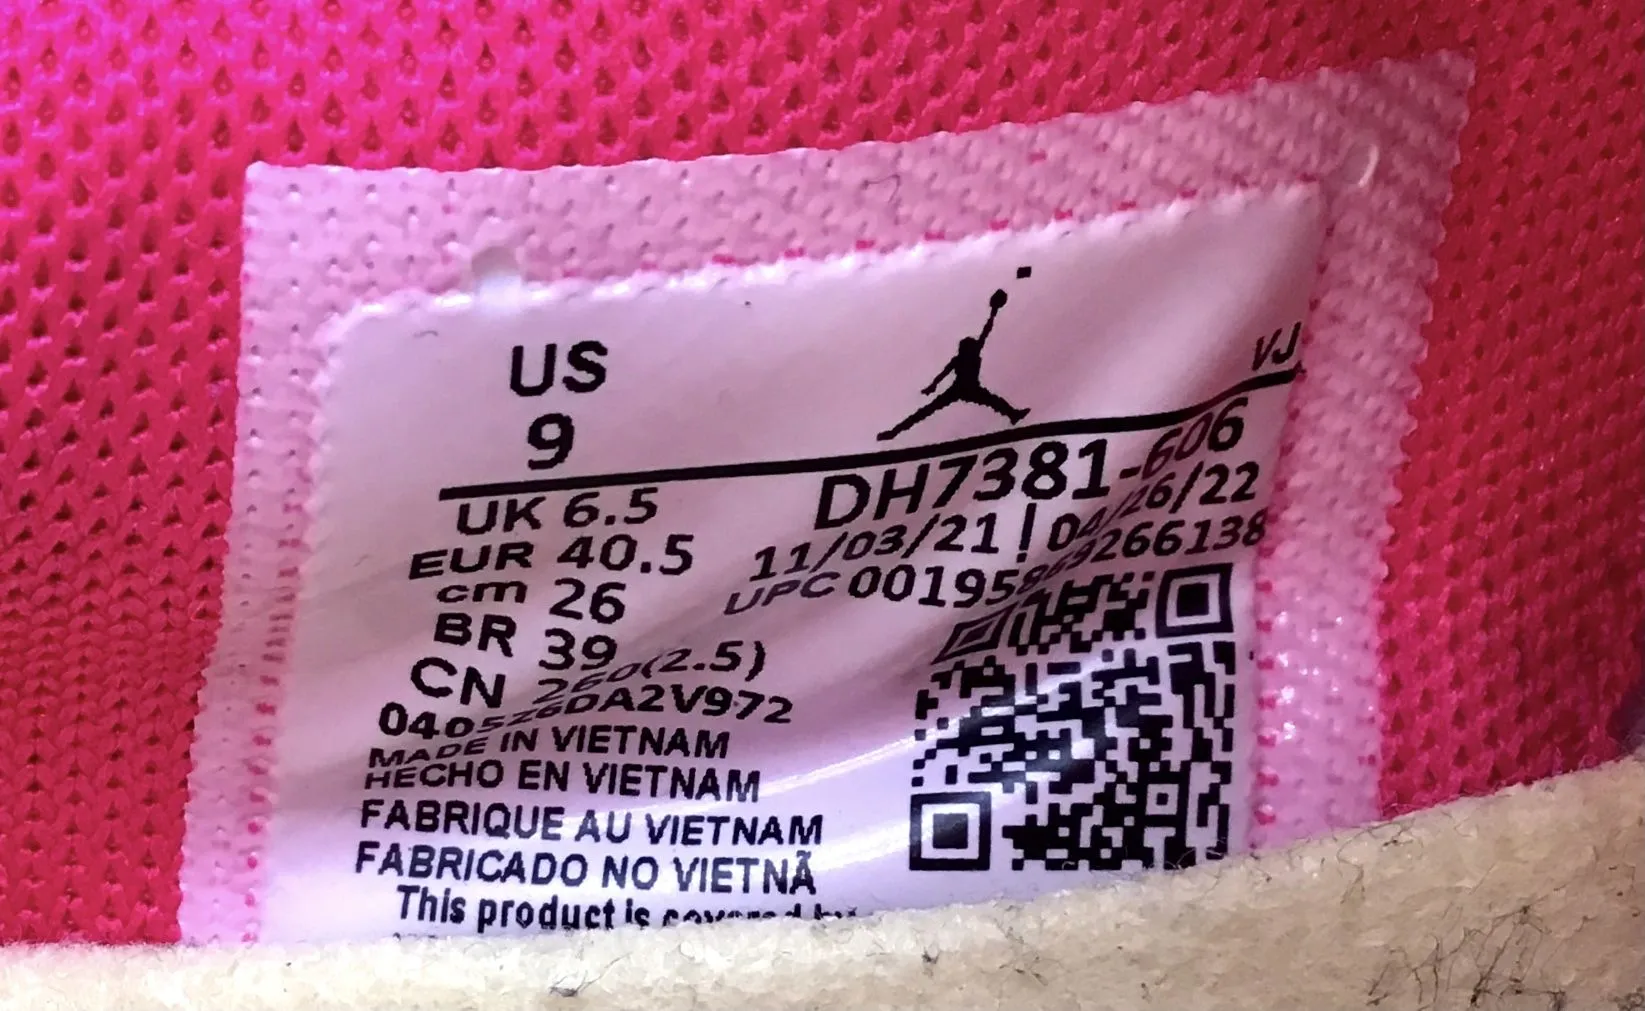 US
9
VJ
UK 6.5
EUR 40.5
cm 26
BR 39
CN 260(2.5)
DH7381-606
11/03/21 | 04/26/22
UPC 00195869266138
0405Z6DA2V972
MADE IN VIETNAM
HECHO EN VIETNAM
FABRIQUE AU VIETNAM
FABRICADO NO VIETNÃ
This product is covered by